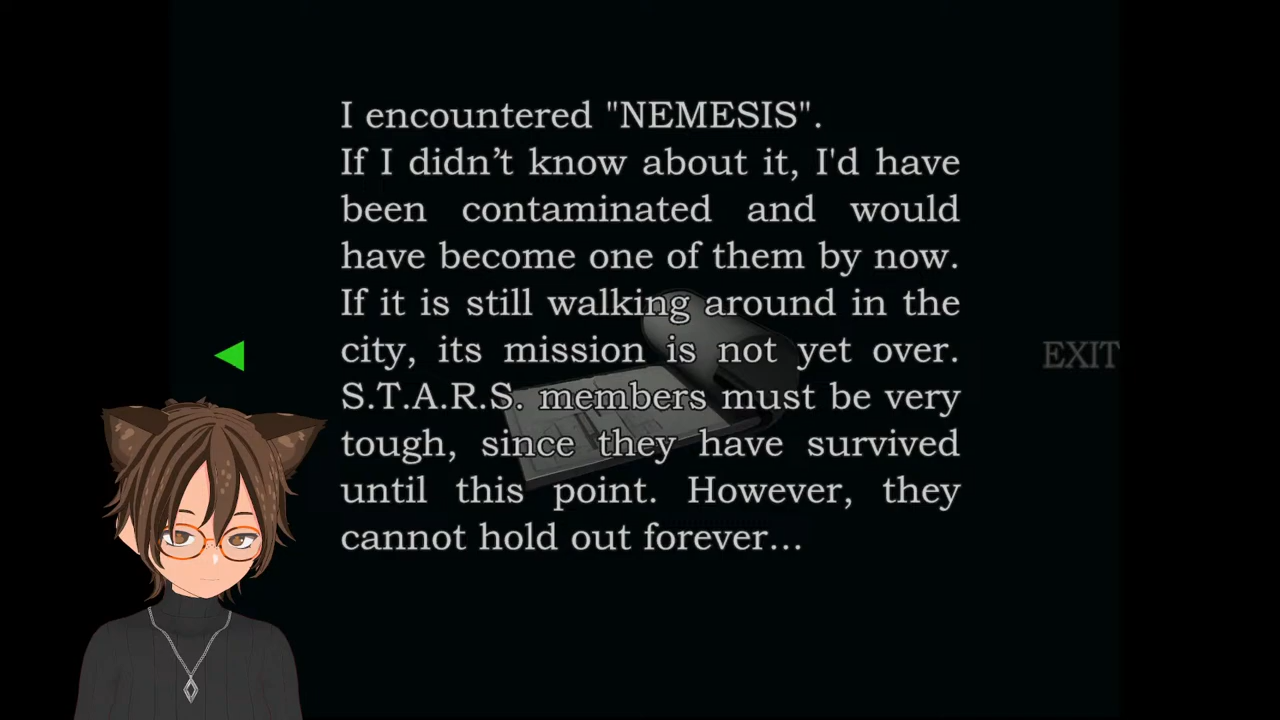 I encountered "NEMESIS".
If I didn’t know about it, I'd have
been contaminated and would
have become one of them by now.
If it is still walking around in the
city, its mission is not yet over.
EXIT
S.T.A.R.S. members must be very
tough, since they have survived
until this point. However, they
cannot hold out forever...